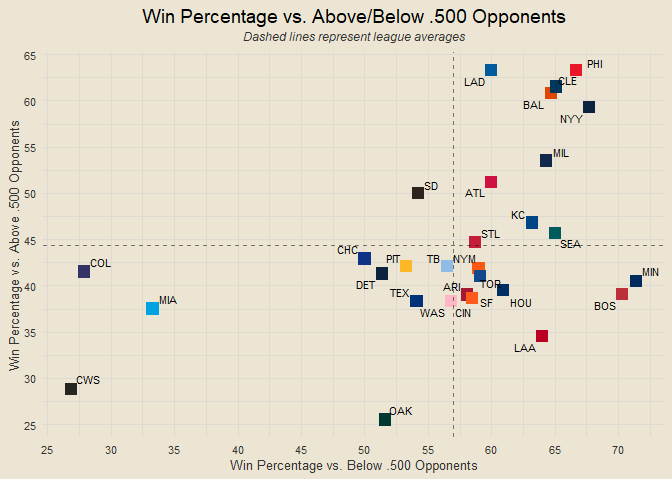 Win Percentage vs. Above/Below .500 Opponents
Dashed lines represent league averages
Win Percentage vs. Above .500 Opponents
65
60
55
50
45
40
35
30
25
PHI
LAD
CLE
BAL
NYY
MIL
SD
ATL
KC
STL
SEA
CHC
PIT
TB
NYM
COL
DET
TOR
MIN
TEX
ARI
MIA
WAS
CIN
SF
HOU
BOS
LAA
CWS
OAK
25
30
35
40
45
50
55
60
65
70
Win Percentage vs. Below .500 Opponents